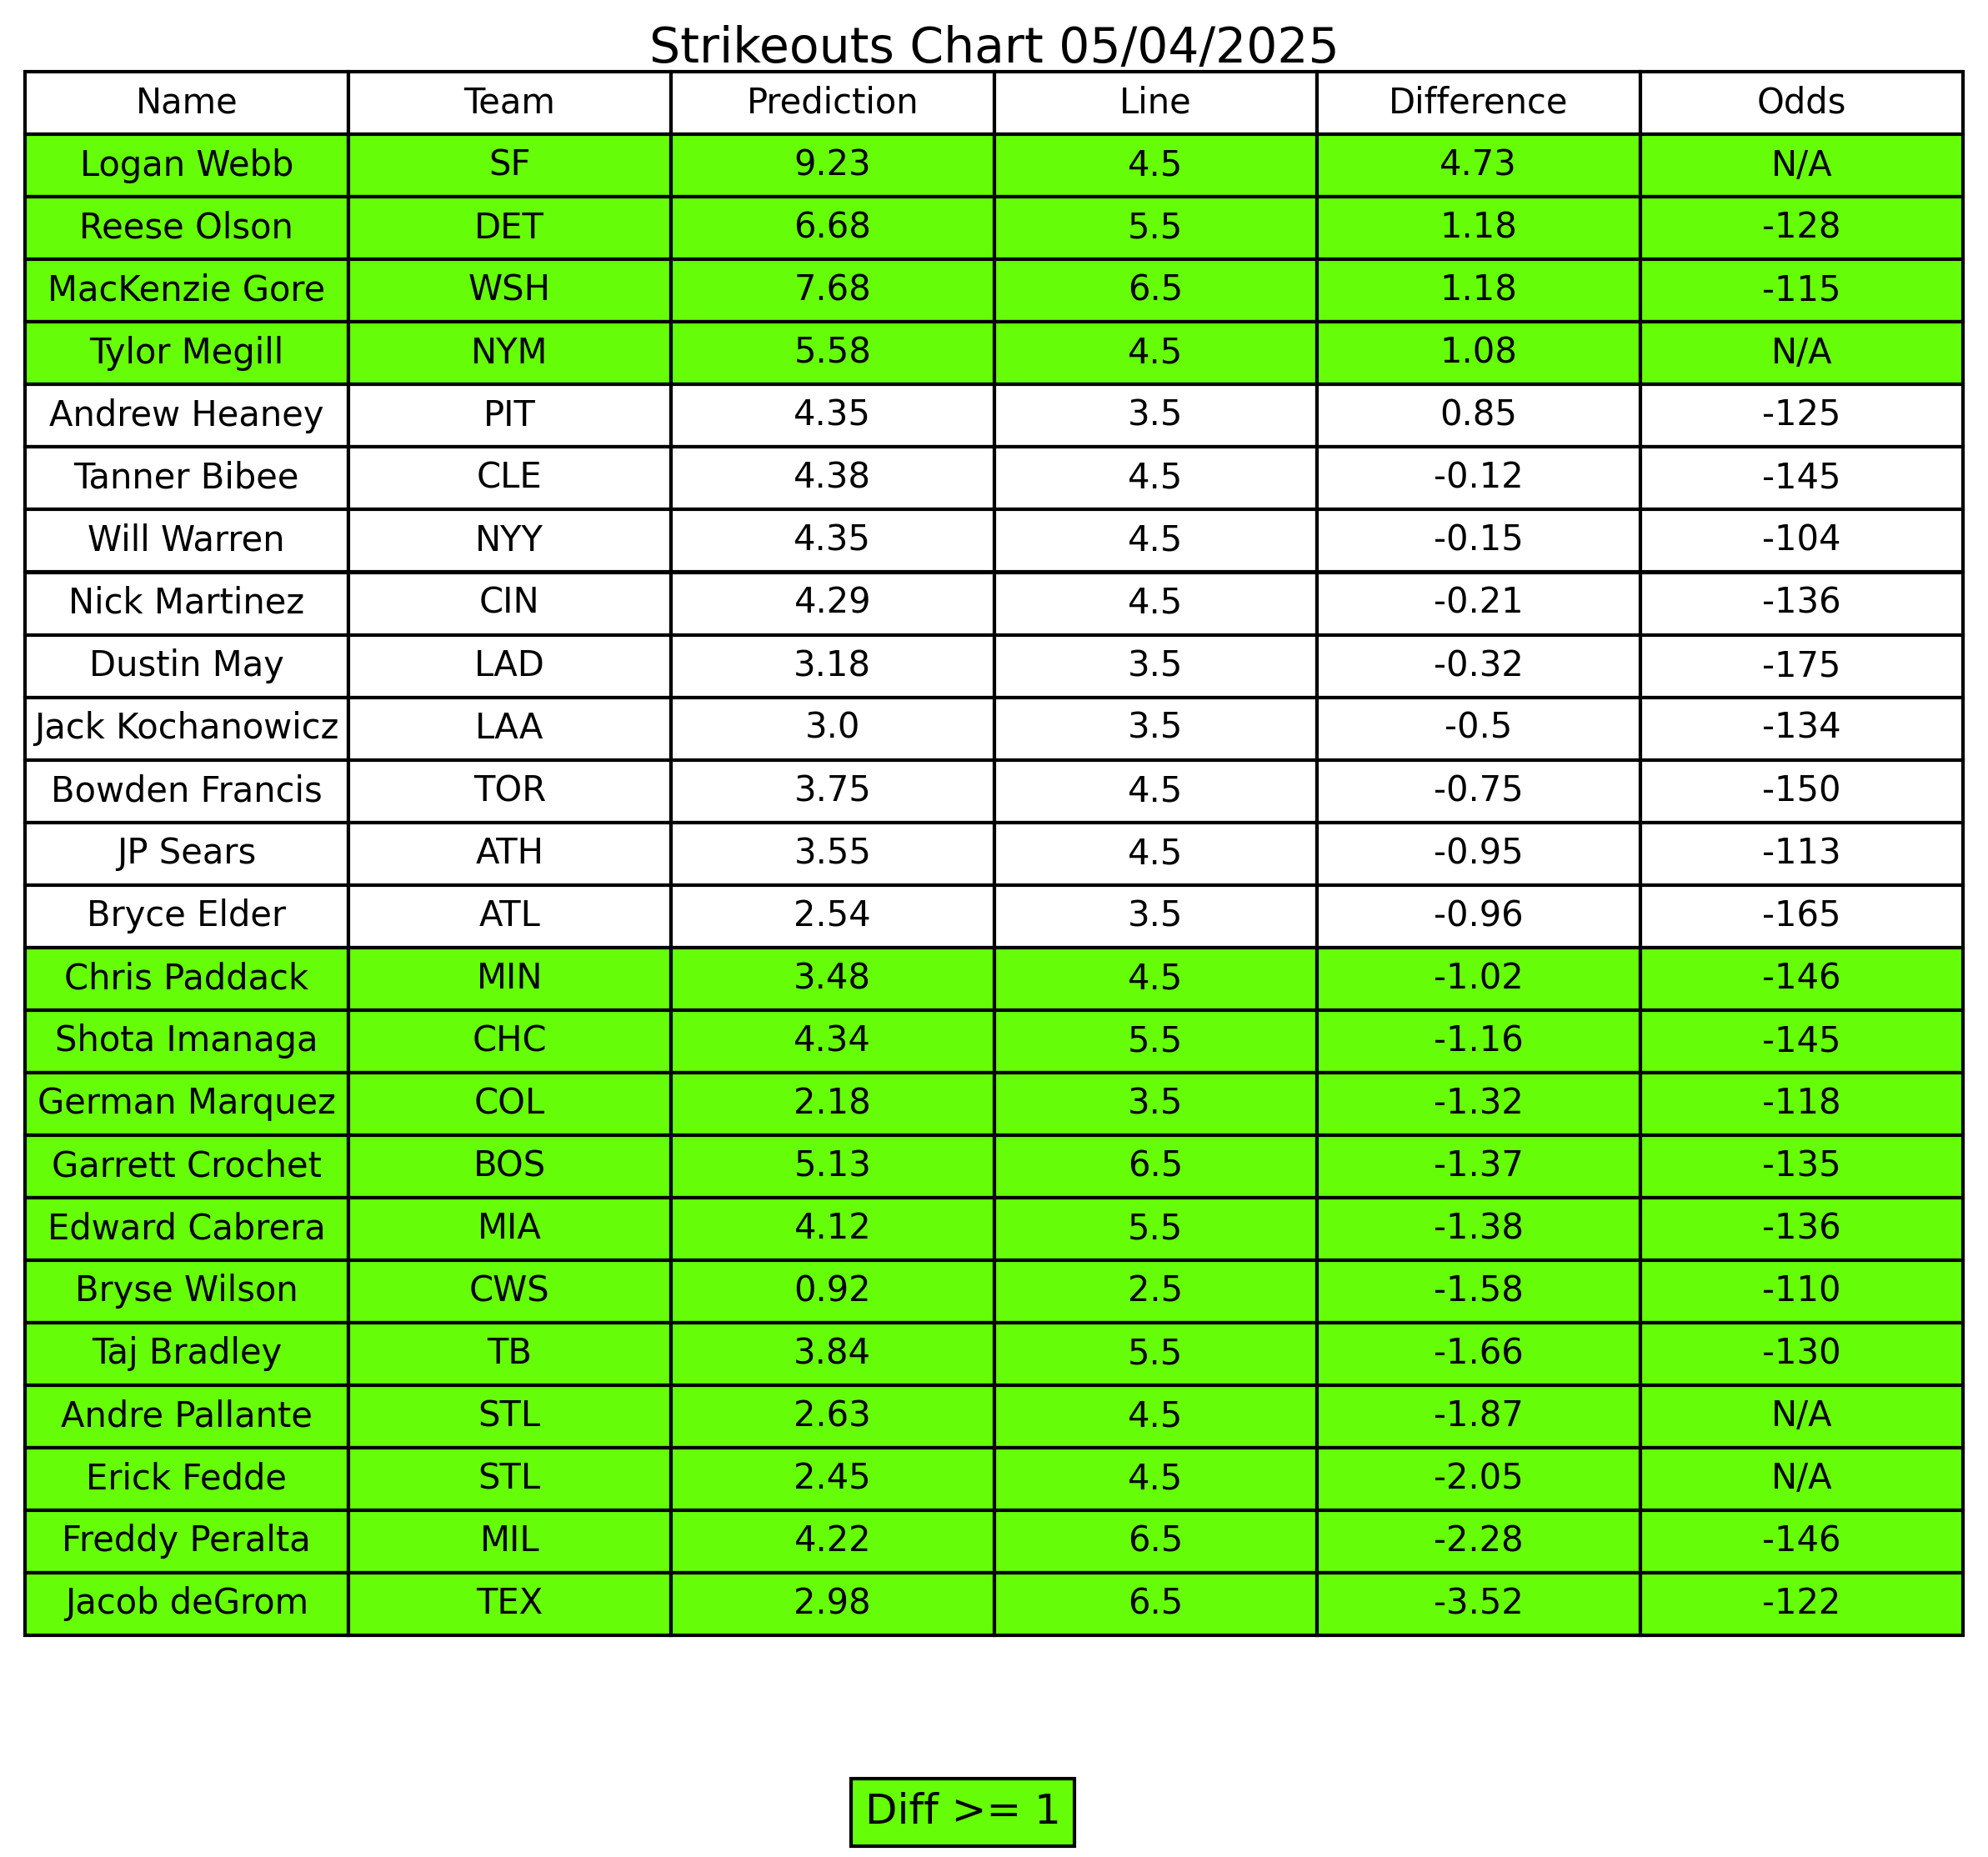 Strikeouts Chart 05/04/2025
Name Team Prediction Line Difference Odds
Logan Webb SF 9.23 4.5 4.73 N/A
Reese Olson DET 6.68 5.5 1.18 -128
MacKenzie Gore WSH 7.68 6.5 1.18 -115
Tylor Megill NYM 5.58 4.5 1.08 N/A
Andrew Heaney PIT 4.35 3.5 0.85 -125
Tanner Bibee CLE 4.38 4.5 -0.12 -145
Will Warren NYY 4.35 4.5 -0.15 -104
Nick Martinez CIN 4.29 4.5 -0.21 -136
Dustin May LAD 3.18 3.5 -0.32 -175
Jack Kochanowicz LAA 3.0 3.5 -0.5 -134
Bowden Francis TOR 3.75 4.5 -0.75 -150
JP Sears ATH 3.55 4.5 -0.95 -113
Bryce Elder ATL 2.54 3.5 -0.96 -165
Chris Paddack MIN 3.48 4.5 -1.02 -146
Shota Imanaga CHC 4.34 5.5 -1.16 -145
German Marquez COL 2.18 3.5 -1.32 -118
Garrett Crochet BOS 5.13 6.5 -1.37 -135
Edward Cabrera MIA 4.12 5.5 -1.38 -136
Bryse Wilson CWS 0.92 2.5 -1.58 -110
Taj Bradley TB 3.84 5.5 -1.66 -130
Andre Pallante STL 2.63 4.5 -1.87 N/A
Erick Fedde STL 2.45 4.5 -2.05 N/A
Freddy Peralta MIL 4.22 6.5 -2.28 -146
Jacob deGrom TEX 2.98 6.5 -3.52 -122
Diff >= 1